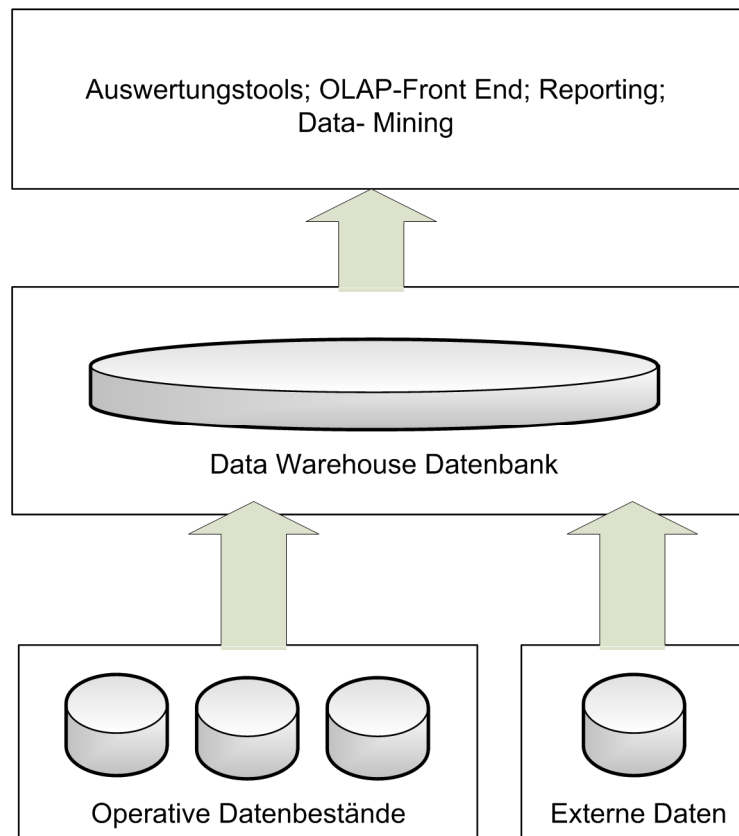 Auswertungstools; OLAP-Front End; Reporting;
Data- Mining
Data Warehouse Datenbank
Operative Datenbestände
Externe Daten